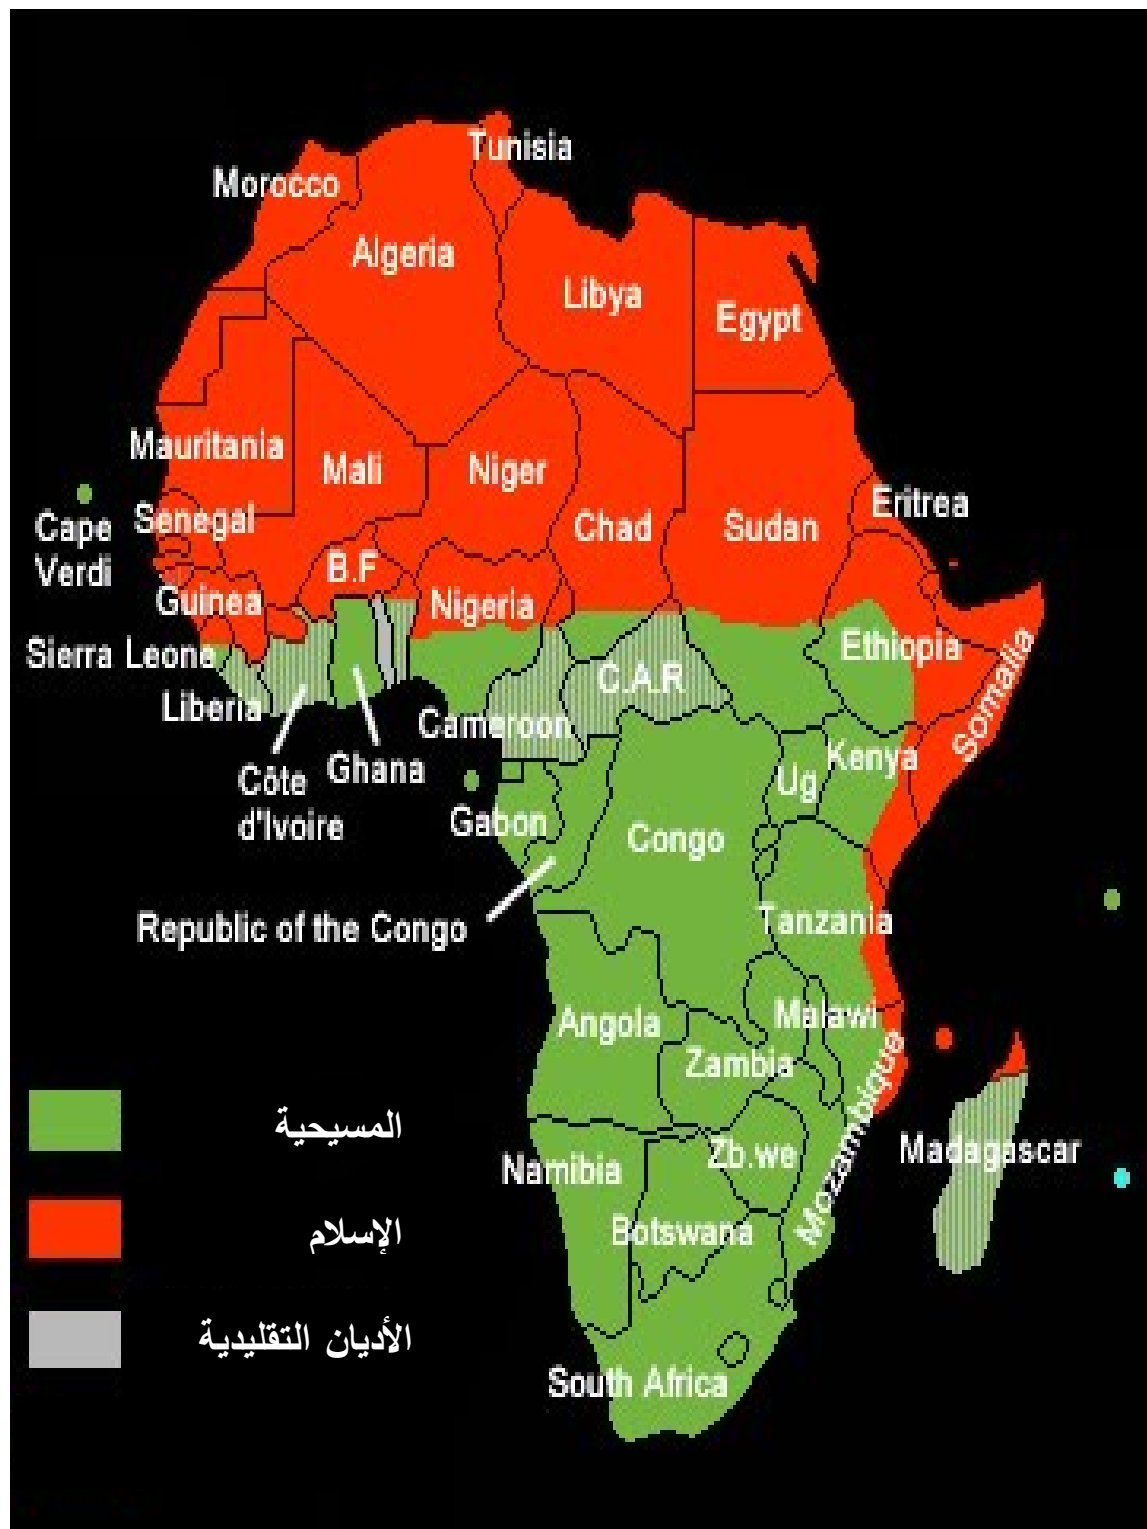 Tunisia
Morocco
Algeria
Libya
Egypt
Mauritania
Mali
Niger
Chad
Sudan
Eritrea
Cape
Verdi
Senegal
B.F
Guinea
Nigeria
Ethiopia
Somalia
Sierra Leone
Liberia
C.A.R
Cameroon
Côte
d'Ivoire
Ghana
Kenya
Ug
Gabon
Congo
Republic of the Congo
Tanzania
Angola
Malawi
Zambia
Mozambique
Madagascar
Namibia
Zb.we
Botswana
South Africa
المسيحية
الإسلام
الأديان التقليدية